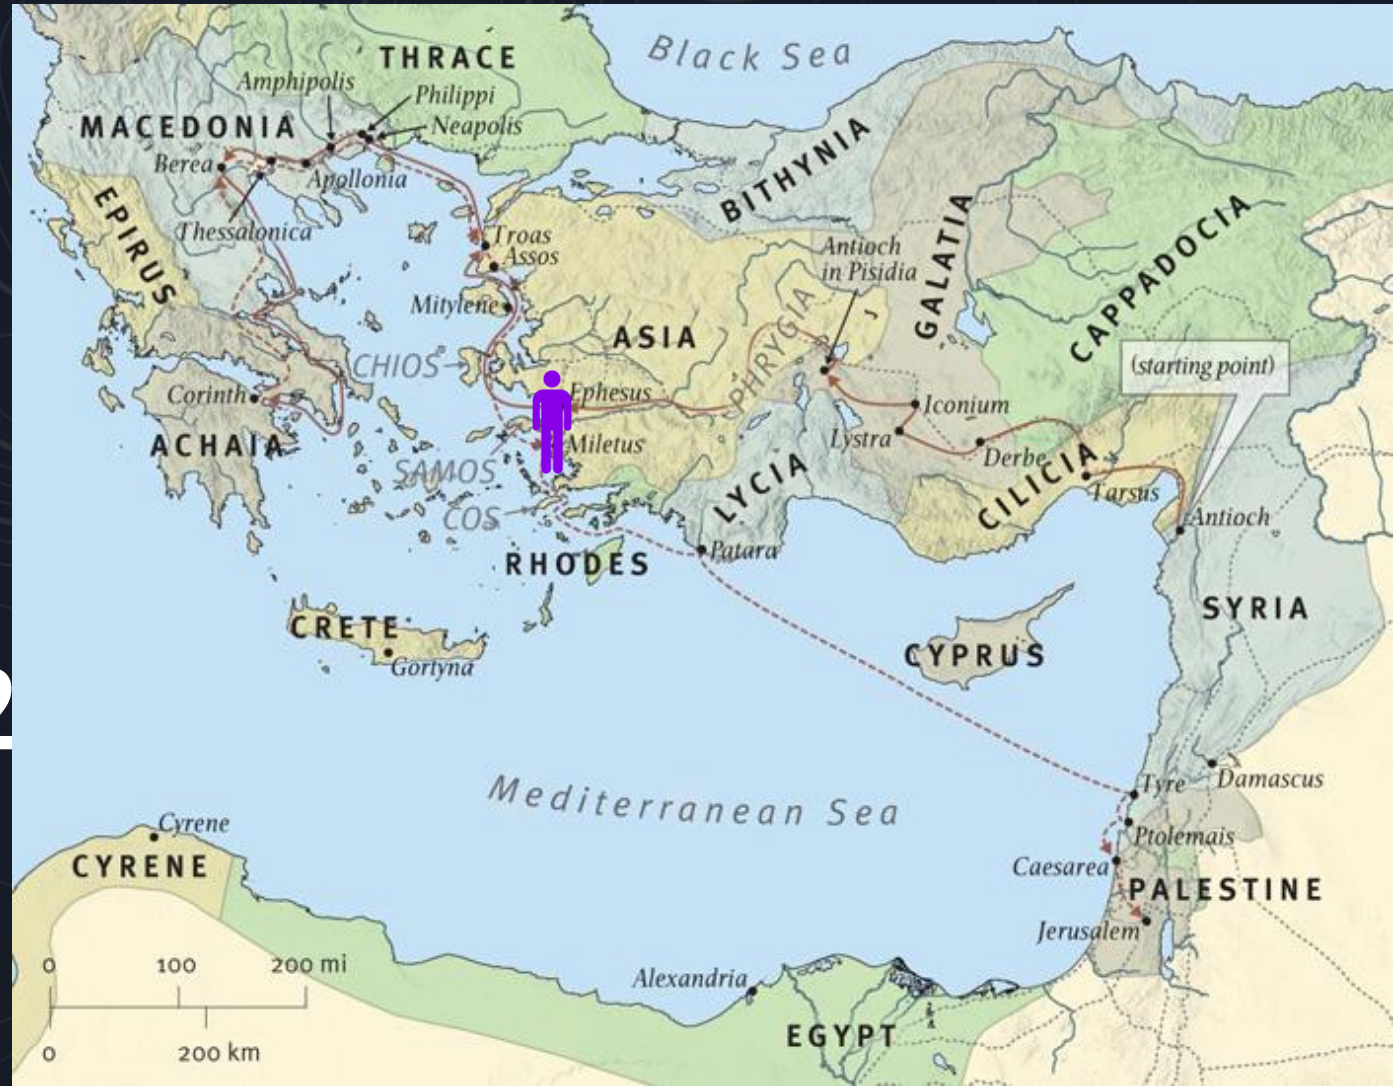 Black Sea
THRACE
Amphipolis
Philippi
Neapolis
MACEDONIA
Berea
Apollonia
Thessalonica
EPIRUS
BITHYNIA
Troas
Assos
Antioch
in Pisidia
GALATIA
CAPPADOCIA
Mitylene
ASIA
PHRYGIA
CHIOS
(starting point)
Corinth
Ephesus
Iconium
ACHAIA
Miletus
Lystra
Derbe
SAMOS
LYCIA
CILICIA
Tarsus
COS
Antioch
Patara
RHODES
SYRIA
CRETE
Gortyna
CYPRUS
Mediterranean Sea
Tyre
Damascus
Cyrene
Ptolemais
CYRENE
Caesarea
PALESTINE
Jerusalem
0 100 200 mi
Alexandria
EGYPT
0 200 km